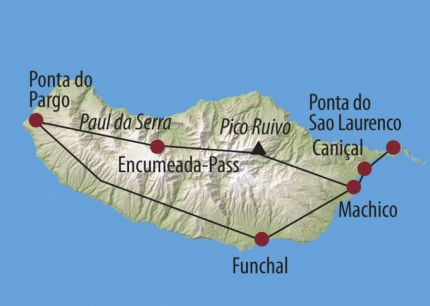 Ponta do
Pargo
Paul da Serra
Encumeada-Pass
Pico Ruivo
Ponta do
Sao Laurenco
Caniçal
Machico
Funchal